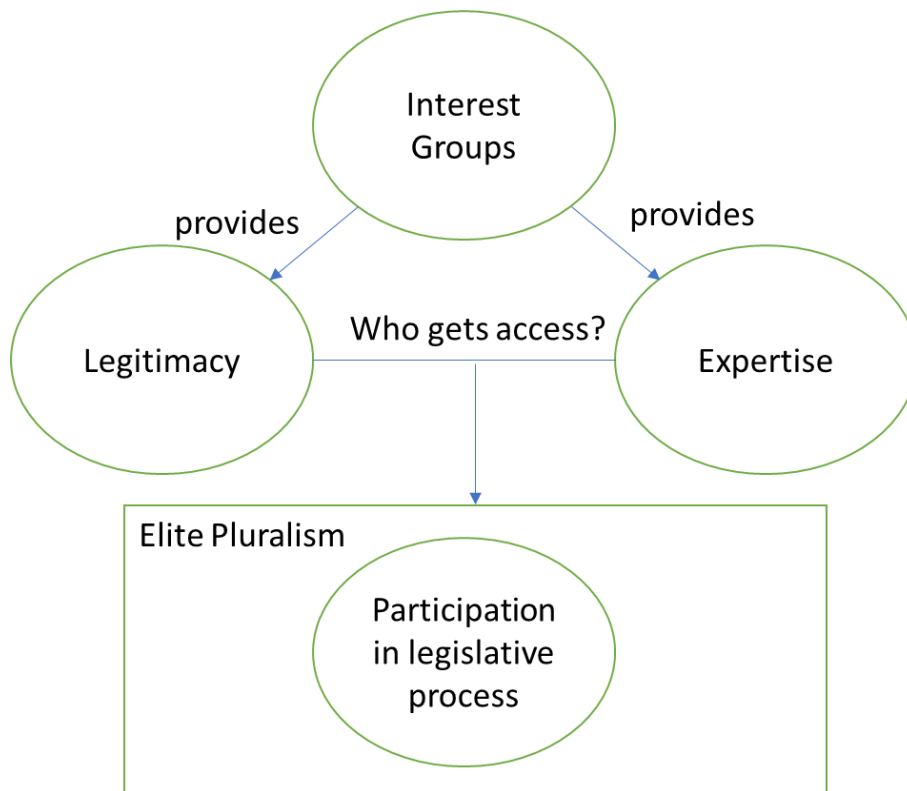 Interest
Groups
provides
provides
Who gets access?
Legitimacy
Expertise
Elite Pluralism
Participation
in legislative
process